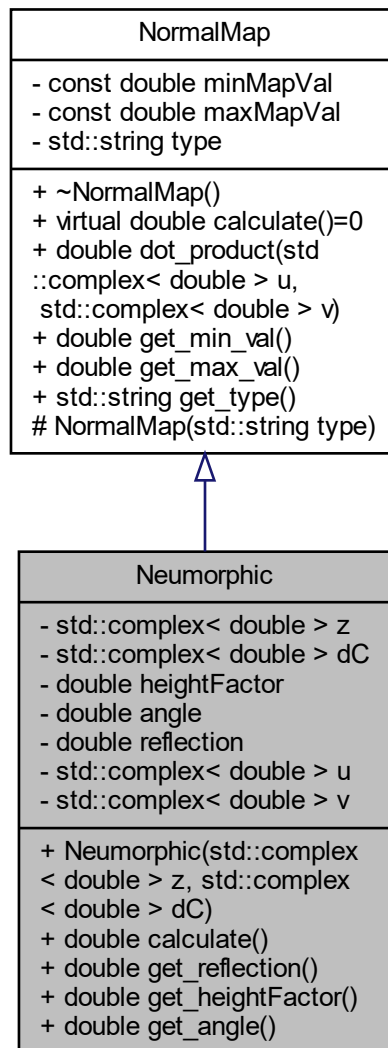 NormalMap
- const double minMapVal
- const double maxMapVal
- std::string type
+ ~NormalMap()
+ virtual double calculate()=0
+ double dot_product(std
::complex< double > u,
std::complex< double > v)
+ double get_min_val()
+ double get_max_val()
+ std::string get_type()
# NormalMap(std::string type)
Neumorphic
- std::complex< double > z
- std::complex< double > dC
- double heightFactor
- double angle
- double reflection
- std::complex< double > u
- std::complex< double > v
+ Neumorphic(std::complex
< double > z, std::complex
< double > dC)
+ double calculate()
+ double get_reflection()
+ double get_heightFactor()
+ double get_angle()